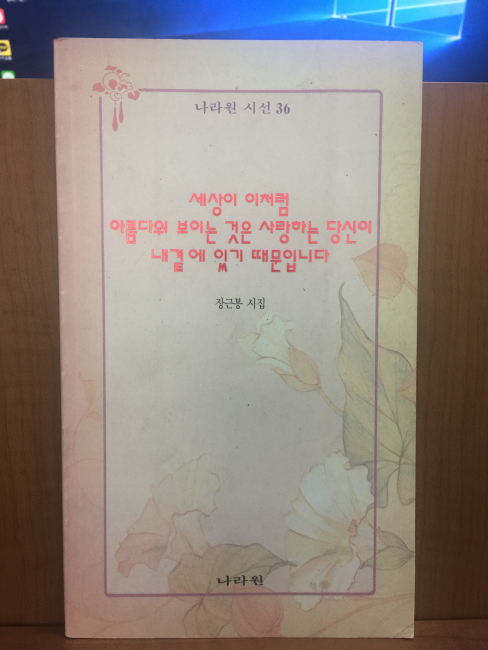 나라원 시선 36
세상이 이처럼
아름다워 보이는 것은 사랑하는 당신이
내곁에 있기 때문입니다
장근봉 시집
나라원